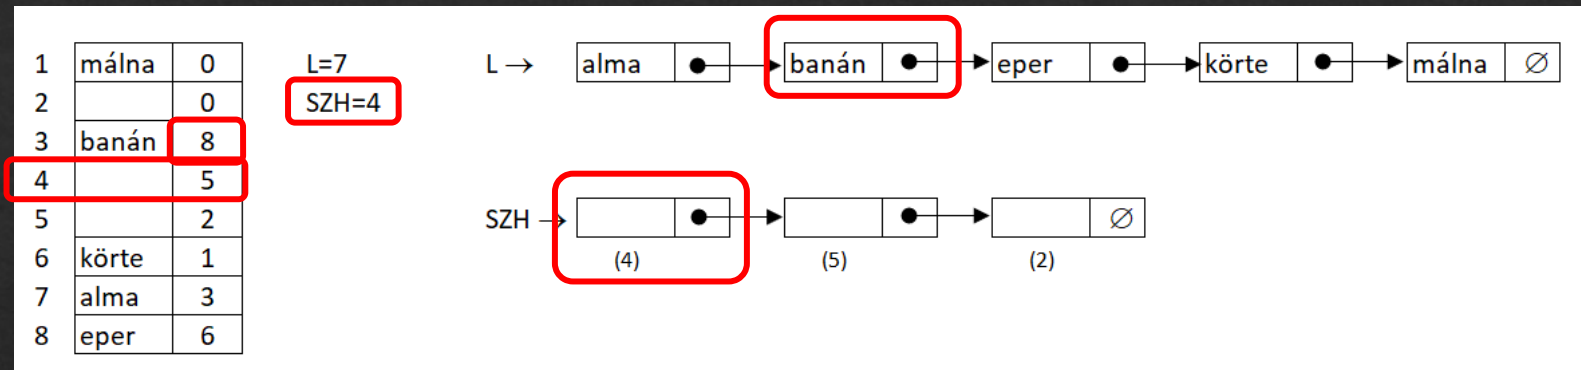 1 málna 0
2 0
3 banán 8
4 5
5 2
6 körte 1
7 alma 3
8 eper 6
L=7
SZH=4
L → alma banán eper körte málna ∅
SZH → ∅
(4) (5) (2)